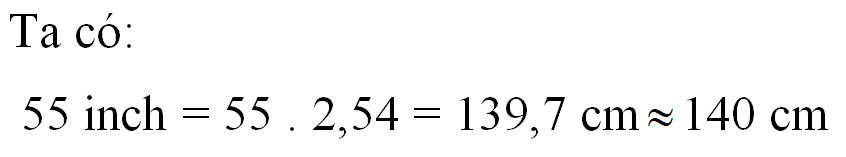 Ta có:
55 inch = 55 . 2,54 = 139,7 cm ≈ 140 cm